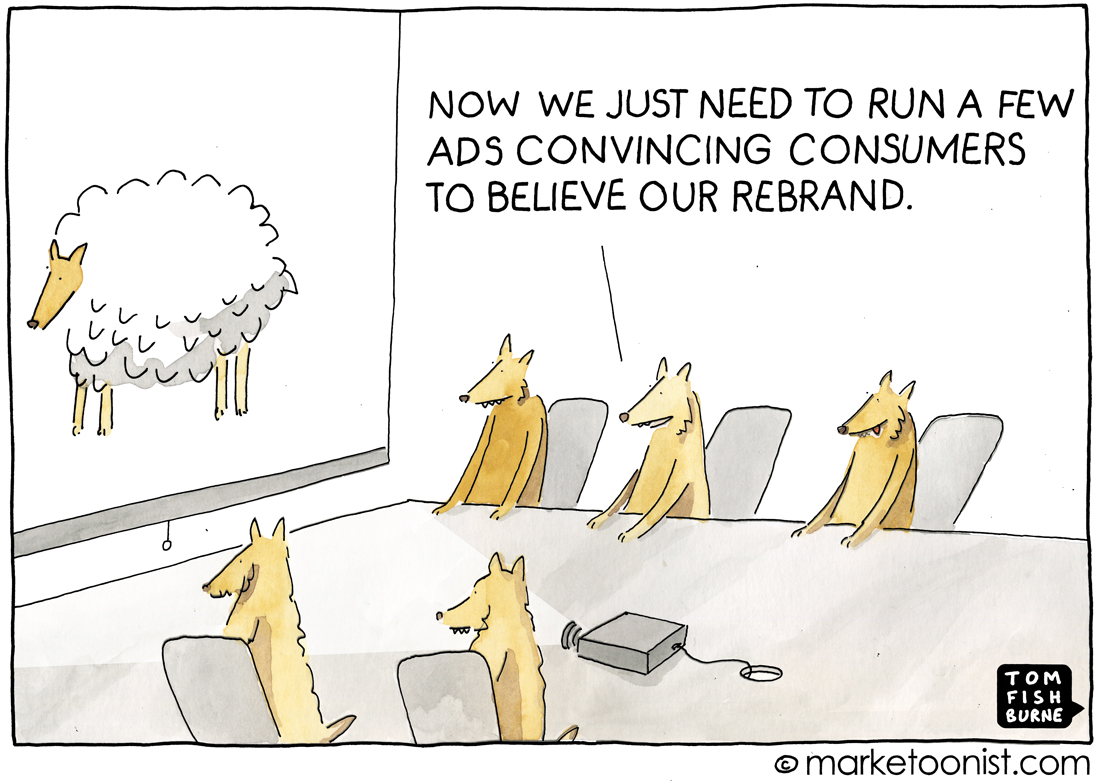 NOW WE JUST NEED TO RUN A FEW
ADS CONVINCING CONSUMERS
TO BELIEVE OUR REBRAND.
TOM
FISH
BURNE
© marketoonist.com